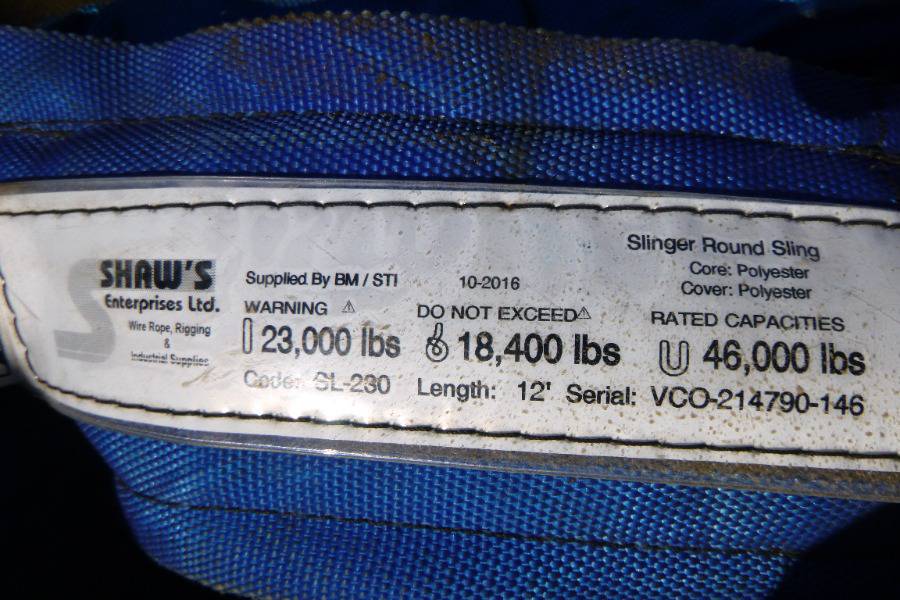 SHAW'S
Enterprises Ltd.
Wire Rope, Rigging
&
Industrial Supplies
Supplied By BM / STI 10-2016
Slinger Round Sling
Core: Polyester
Cover: Polyester
WARNING ⚠ DO NOT EXCEED⚠ RATED CAPACITIES
23,000 lbs 18,400 lbs 46,000 lbs
Code: SL-230 Length: 12' Serial: VCO-214790-146